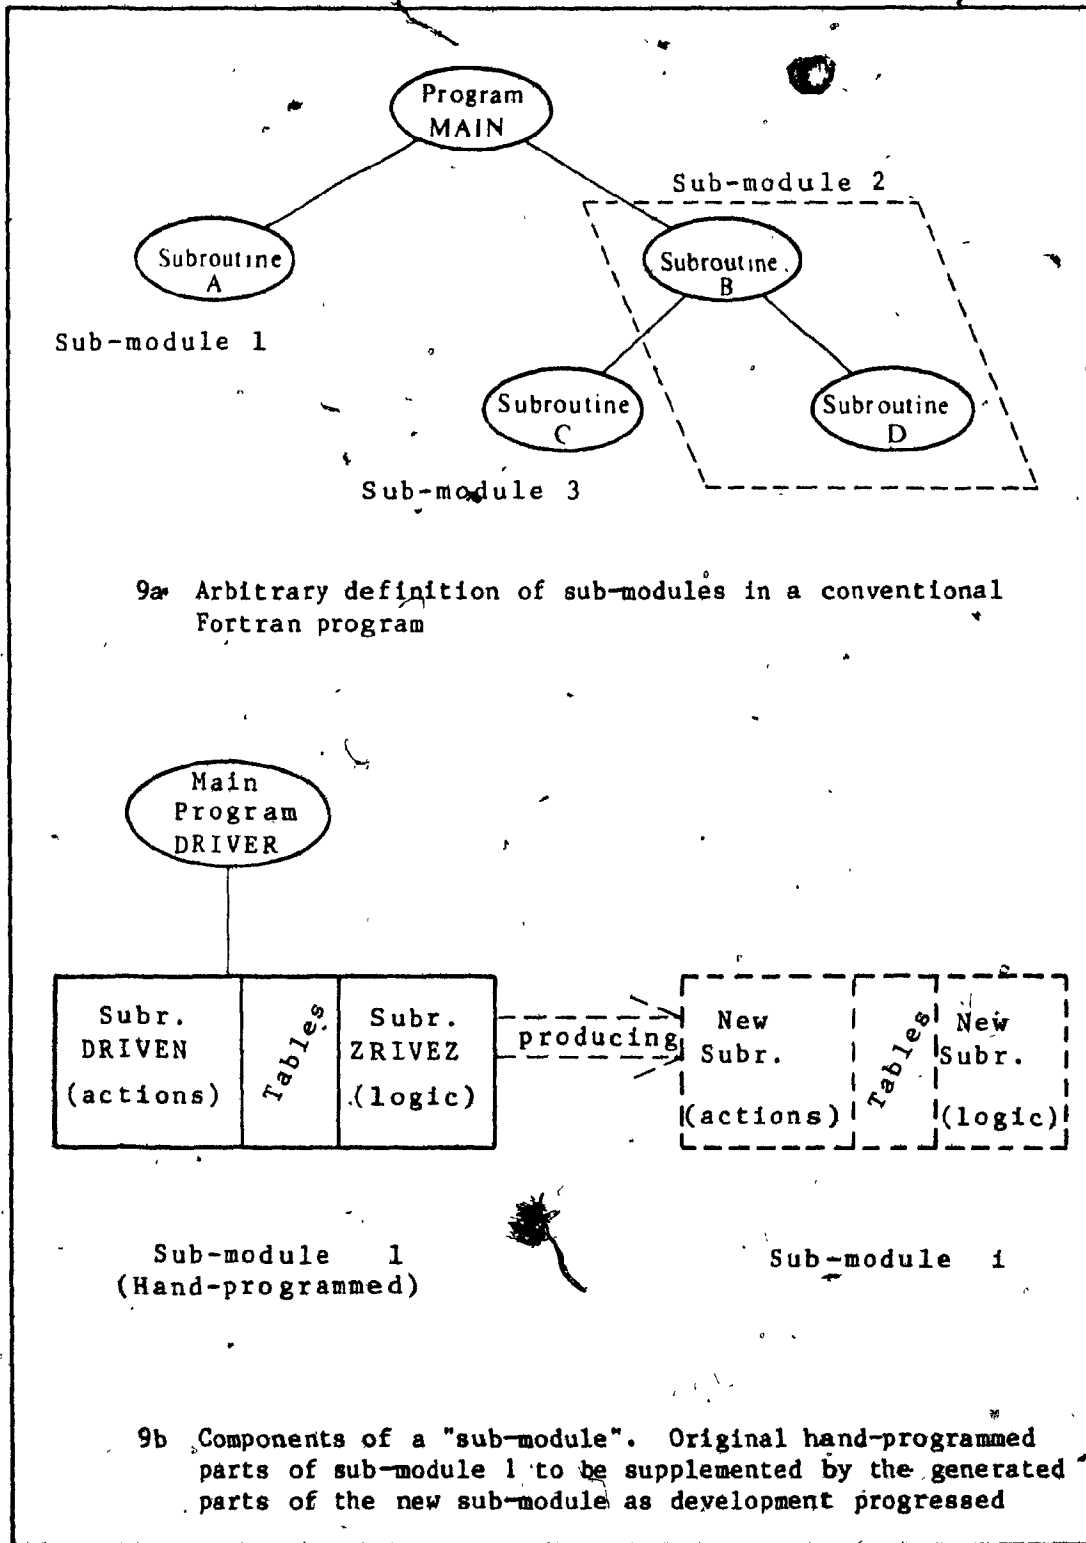 Program
MAIN
Sub-module 2
Subroutine
A
Subroutine
B
Sub-module 1
Subroutine
C
Subroutine
D
Sub-module 3
9a Arbitrary definition of sub-modules in a conventional
Fortran program
Main
Program
DRIVER
Subr.
DRIVEN
(actions)
Tables
Subr.
ZRIVEZ
(logic)
producing
New
Subr.
(actions)
Tables
New
Subr.
(logic)
Sub-module 1
(Hand-programmed)
Sub-module i
9b Components of a "sub-module". Original hand-programmed
parts of sub-module 1 to be supplemented by the generated
parts of the new sub-module as development progressed